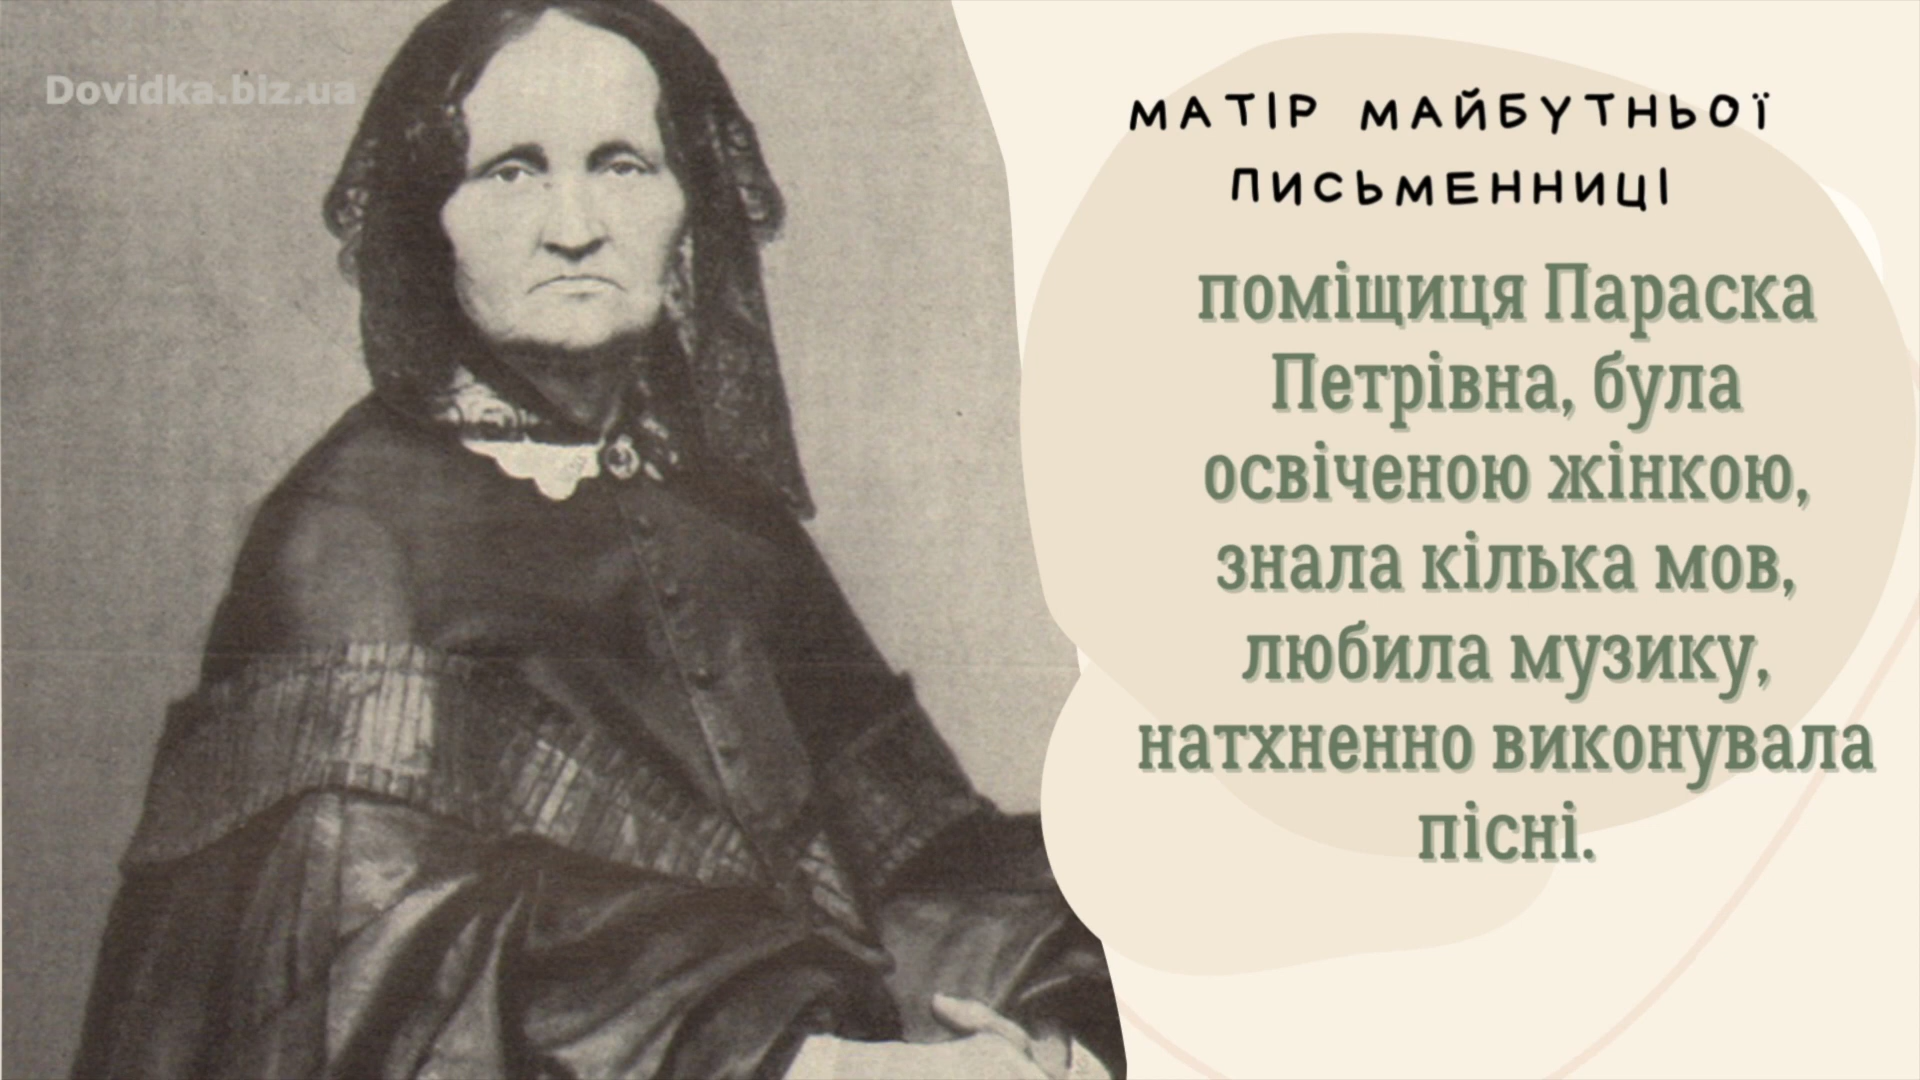 Dovidka.biz.ua
МАТІР МАЙБУТНЬОЇ
ПИСЬМЕННИЦІ
поміщиця Параска
Петрівна, була
освіченою жінкою,
знала кілька мов,
любила музику,
натхненно виконувала
пісні.